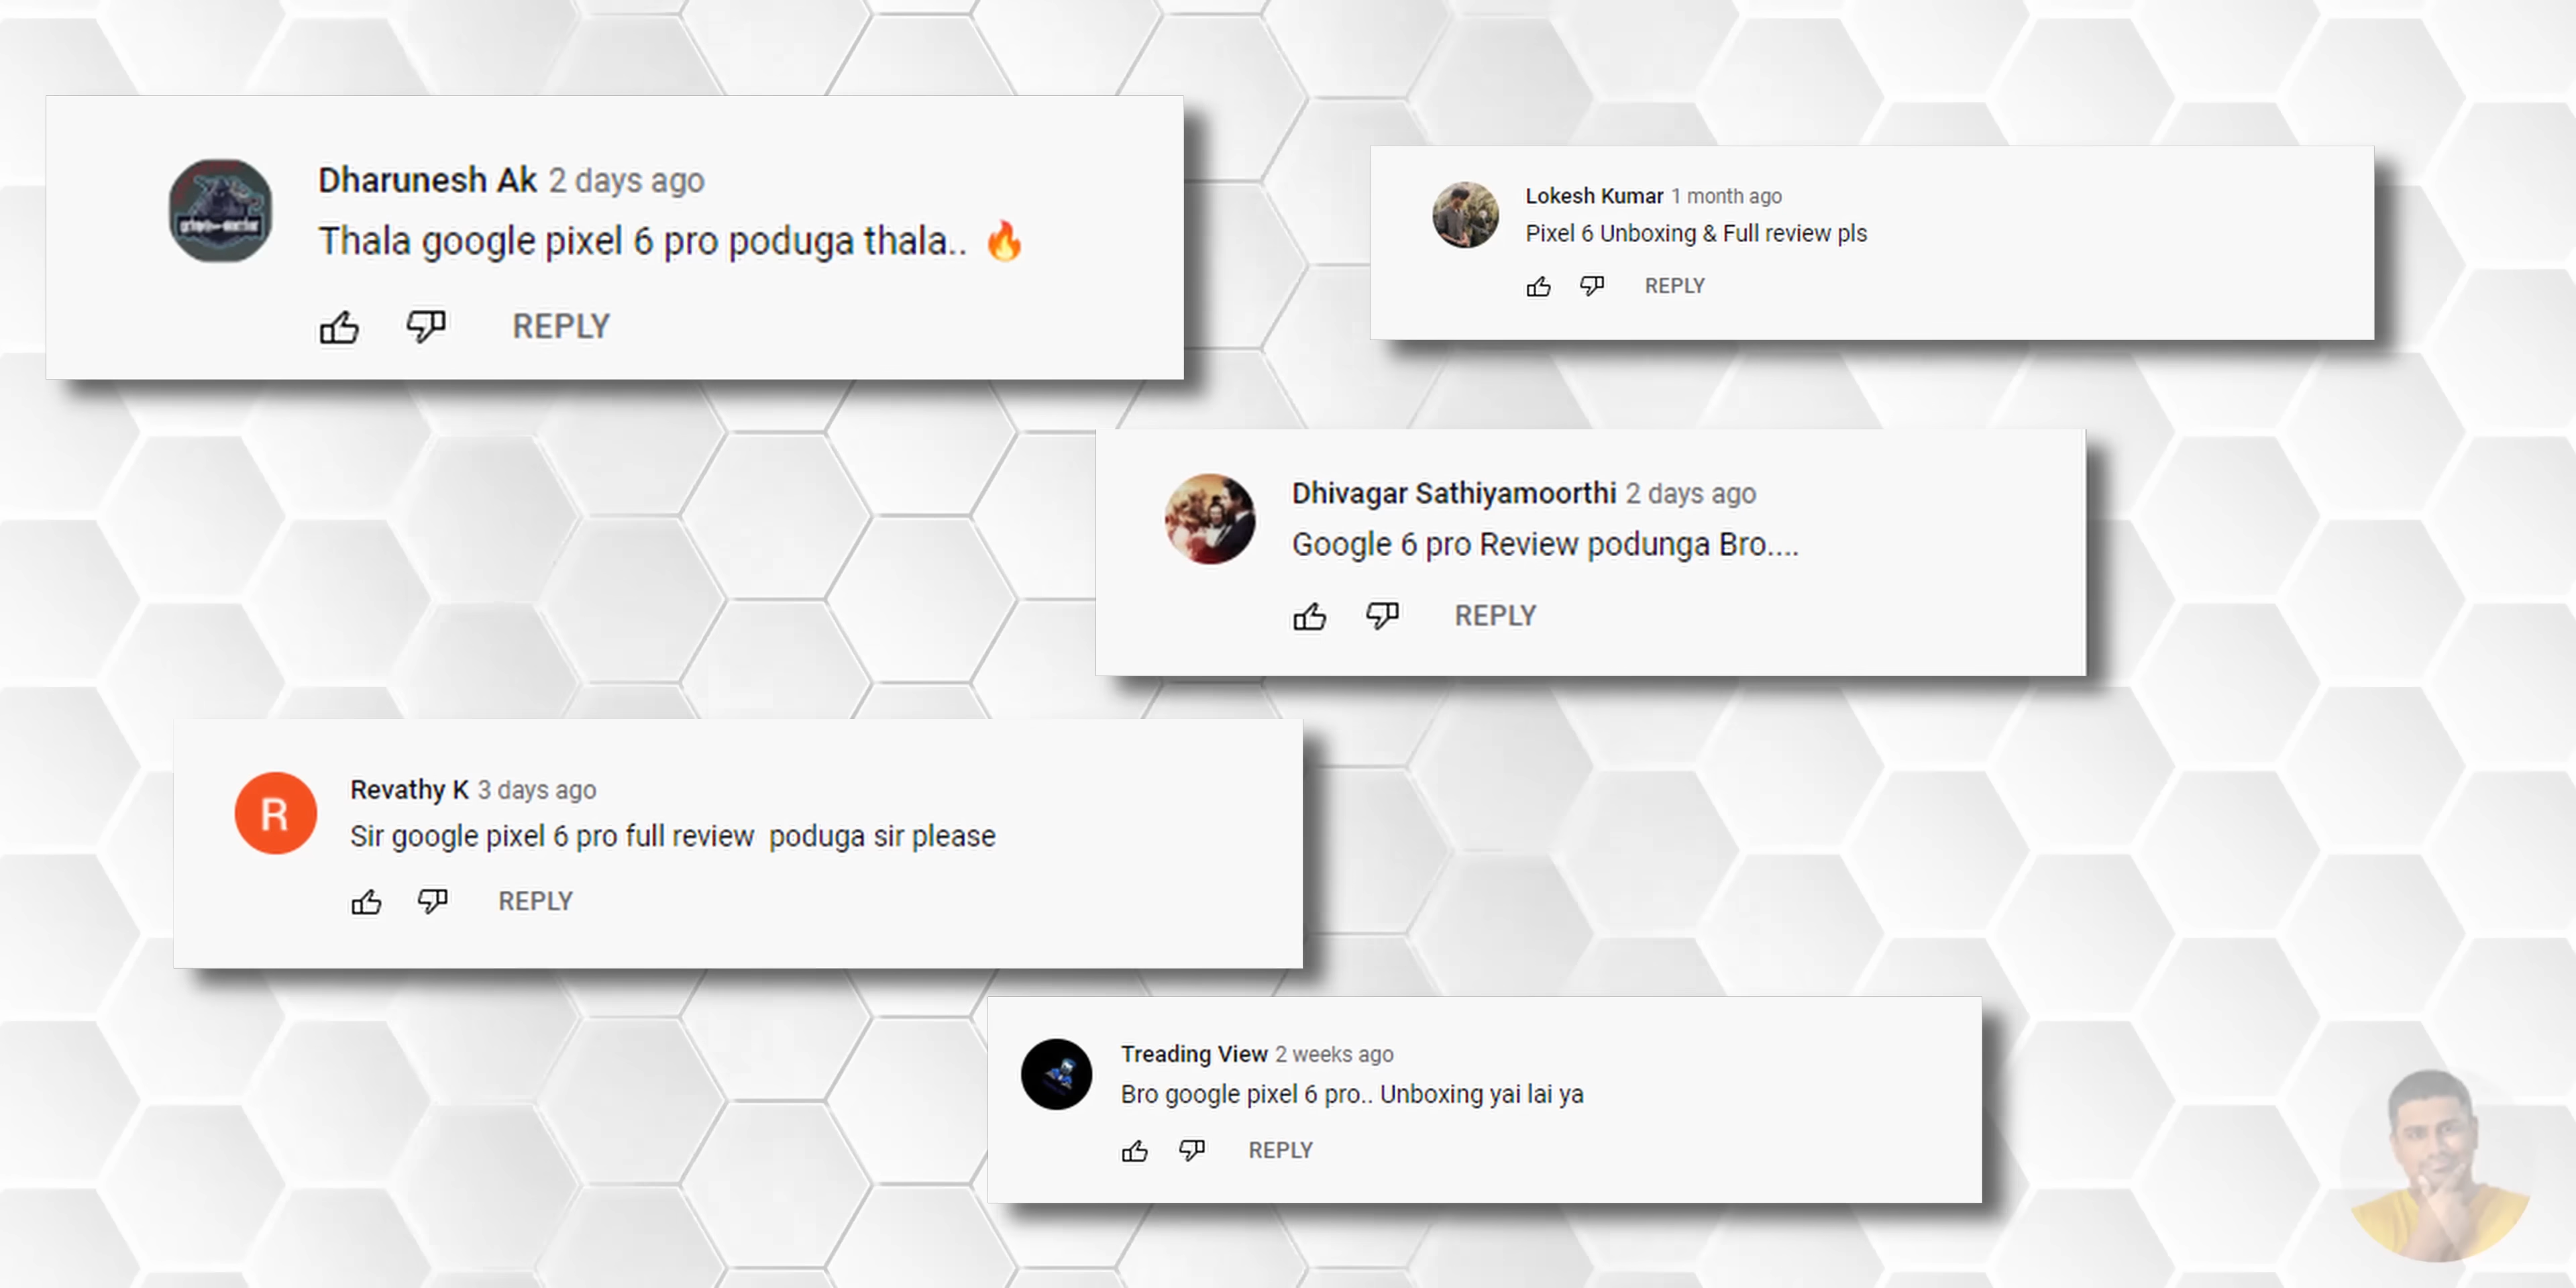 Dharunesh Ak 2 days ago
Thala google pixel 6 pro poduga thala.. 🔥
REPLY
Lokesh Kumar 1 month ago
Pixel 6 Unboxing & Full review pls
REPLY
Dhivagar Sathiyamoorthi 2 days ago
Google 6 pro Review podunga Bro....
REPLY
R
Revathy K 3 days ago
Sir google pixel 6 pro full review  poduga sir please
REPLY
Treading View 2 weeks ago
Bro google pixel 6 pro.. Unboxing yai lai ya
REPLY